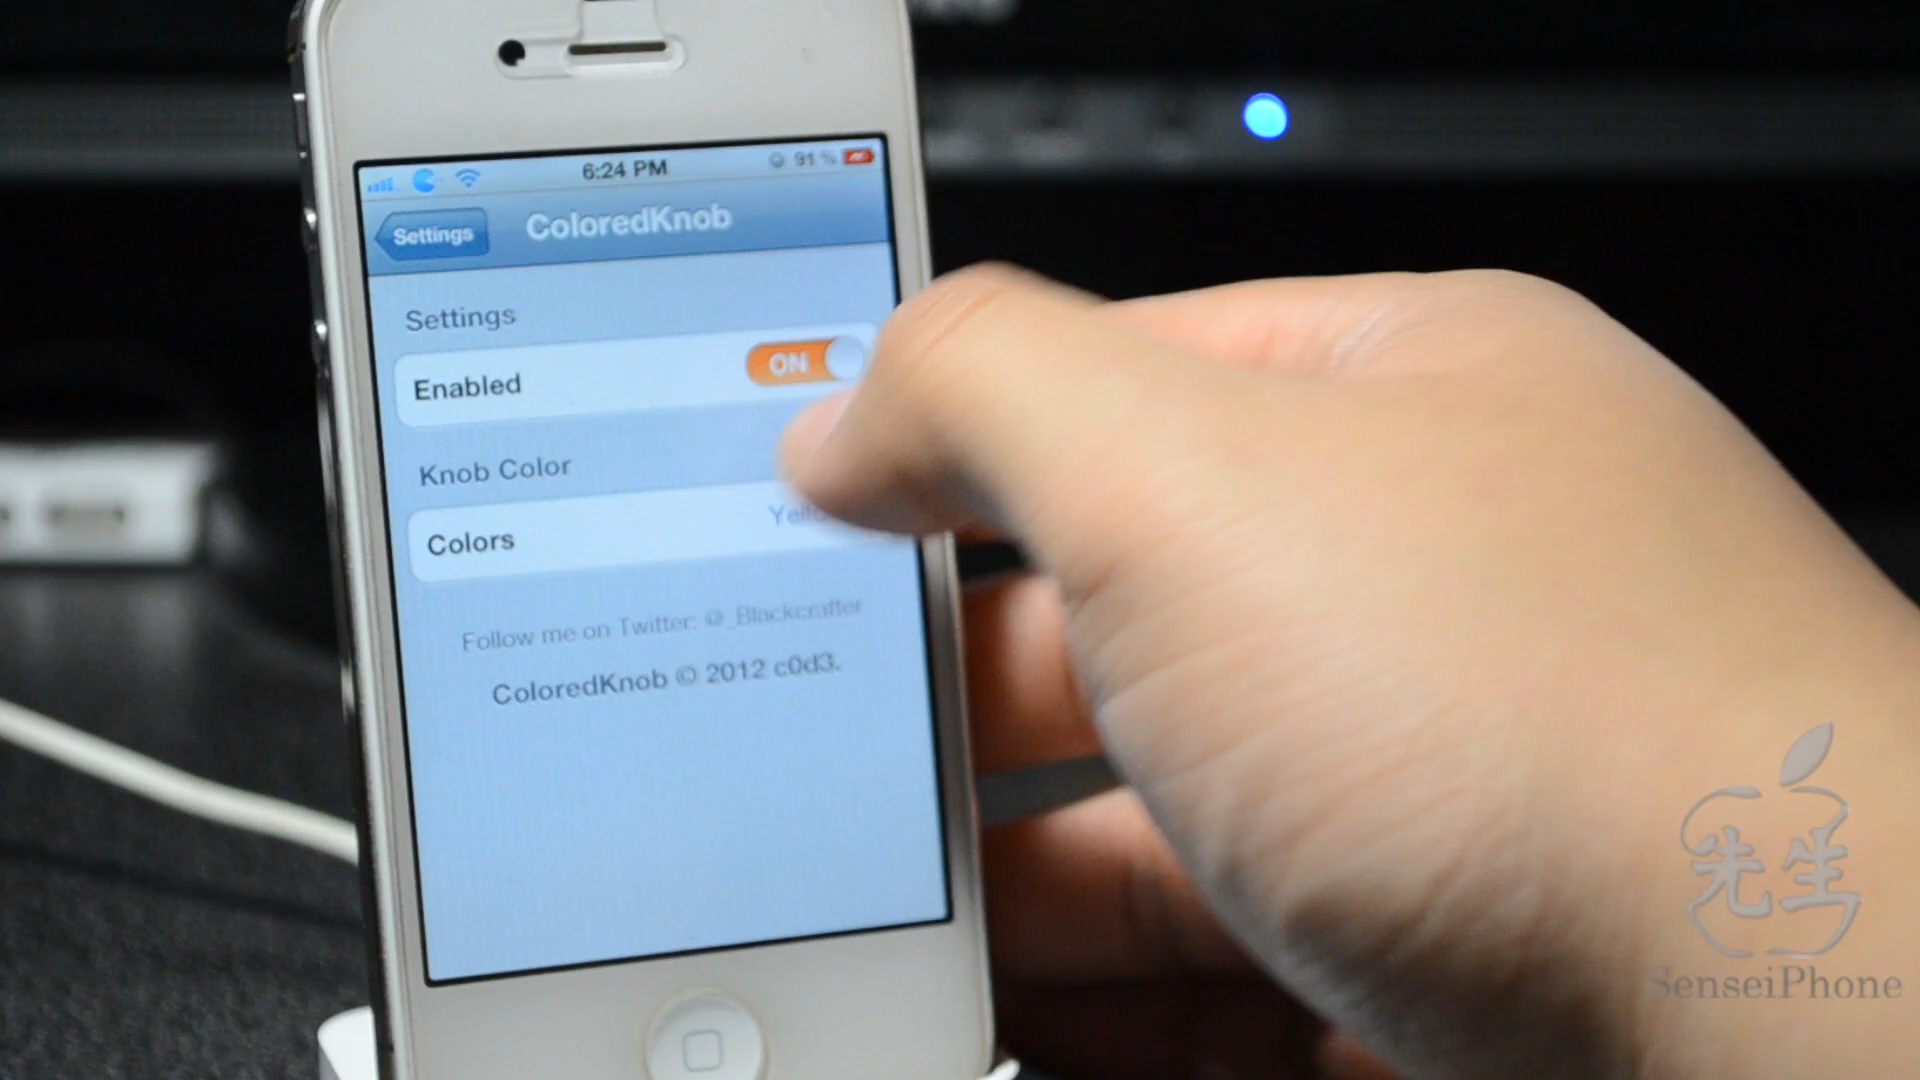 6:24 PM
91%
Settings
ColoredKnob
Settings
Enabled
ON
Knob Color
Colors
Follow me on Twitter: @_Blackcrafter
ColoredKnob © 2012 c0d3.
先生
SenseiPhone